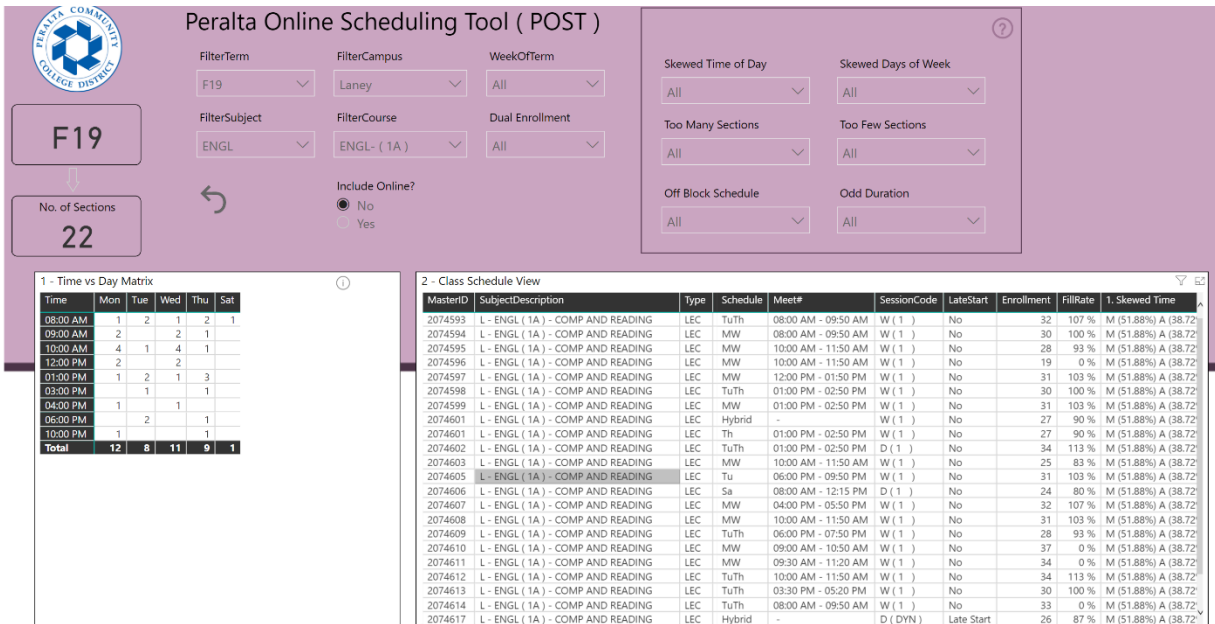 PERALTA COMMUNITY COLLEGE DISTRICT
Peralta Online Scheduling Tool ( POST )
FilterTerm FilterCampus WeekOfTerm
F19 Laney All
FilterSubject FilterCourse Dual Enrollment
ENGL ENGL- ( 1A ) All
Include Online?
No
Yes
F19
No. of Sections
22
?
Skewed Time of Day Skewed Days of Week
All All
Too Many Sections Too Few Sections
All All
Off Block Schedule Odd Duration
All All
1 - Time vs Day Matrix
Time Mon Tue Wed Thu Sat
08:00 AM 1 2 1 2 1
09:00 AM 2 2 1
10:00 AM 4 1 4 1
12:00 PM 2 2
01:00 PM 1 2 1 3
03:00 PM 1 1
04:00 PM 1 1
06:00 PM 2 1
10:00 PM 1 1
Total 12 8 11 9 1
2 - Class Schedule View
MasterID SubjectDescription Type Schedule Meet# SessionCode LateStart Enrollment FillRate 1. Skewed Time
2074593 L - ENGL ( 1A ) - COMP AND READING LEC TuTh 08:00 AM - 09:50 AM W ( 1 ) No 32 107 % M (51.88%) A (38.72
2074594 L - ENGL ( 1A ) - COMP AND READING LEC MW 08:00 AM - 09:50 AM W ( 1 ) No 30 100 % M (51.88%) A (38.72
2074595 L - ENGL ( 1A ) - COMP AND READING LEC MW 10:00 AM - 11:50 AM W ( 1 ) No 28 93 % M (51.88%) A (38.72
2074596 L - ENGL ( 1A ) - COMP AND READING LEC MW 10:00 AM - 11:50 AM W ( 1 ) No 19 0 % M (51.88%) A (38.72
2074597 L - ENGL ( 1A ) - COMP AND READING LEC MW 12:00 PM - 01:50 PM W ( 1 ) No 31 103 % M (51.88%) A (38.72
2074598 L - ENGL ( 1A ) - COMP AND READING LEC TuTh 01:00 PM - 02:50 PM W ( 1 ) No 30 100 % M (51.88%) A (38.72
2074599 L - ENGL ( 1A ) - COMP AND READING LEC MW 01:00 PM - 02:50 PM W ( 1 ) No 31 103 % M (51.88%) A (38.72
2074601 L - ENGL ( 1A ) - COMP AND READING LEC Hybrid - W ( 1 ) No 27 90 % M (51.88%) A (38.72
2074601 L - ENGL ( 1A ) - COMP AND READING LEC Th 01:00 PM - 02:50 PM W ( 1 ) No 27 90 % M (51.88%) A (38.72
2074602 L - ENGL ( 1A ) - COMP AND READING LEC TuTh 01:00 PM - 02:50 PM D ( 1 ) No 34 113 % M (51.88%) A (38.72
2074603 L - ENGL ( 1A ) - COMP AND READING LEC MW 10:00 AM - 11:50 AM W ( 1 ) No 25 83 % M (51.88%) A (38.72
2074605 L - ENGL ( 1A ) - COMP AND READING LEC Tu 06:00 PM - 09:50 PM W ( 1 ) No 31 103 % M (51.88%) A (38.72
2074606 L - ENGL ( 1A ) - COMP AND READING LEC Sa 08:00 AM - 12:15 PM D ( 1 ) No 24 80 % M (51.88%) A (38.72
2074607 L - ENGL ( 1A ) - COMP AND READING LEC MW 04:00 PM - 05:50 PM W ( 1 ) No 32 107 % M (51.88%) A (38.72
2074608 L - ENGL ( 1A ) - COMP AND READING LEC MW 10:00 AM - 11:50 AM W ( 1 ) No 31 103 % M (51.88%) A (38.72
2074609 L - ENGL ( 1A ) - COMP AND READING LEC TuTh 06:00 PM - 07:50 PM W ( 1 ) No 28 93 % M (51.88%) A (38.72
2074610 L - ENGL ( 1A ) - COMP AND READING LEC MW 09:00 AM - 10:50 AM W ( 1 ) No 37 0 % M (51.88%) A (38.72
2074611 L - ENGL ( 1A ) - COMP AND READING LEC MW 09:30 AM - 11:20 AM W ( 1 ) No 34 0 % M (51.88%) A (38.72
2074612 L - ENGL ( 1A ) - COMP AND READING LEC TuTh 10:00 AM - 11:50 AM W ( 1 ) No 34 113 % M (51.88%) A (38.72
2074613 L - ENGL ( 1A ) - COMP AND READING LEC TuTh 03:30 PM - 05:20 PM W ( 1 ) No 30 100 % M (51.88%) A (38.72
2074614 L - ENGL ( 1A ) - COMP AND READING LEC TuTh 08:00 AM - 09:50 AM W ( 1 ) No 33 0 % M (51.88%) A (38.72
2074617 L - ENGL ( 1A ) - COMP AND READING LEC Hybrid - D ( DYN ) Late Start 26 87 % M (51.88%) A (38.72